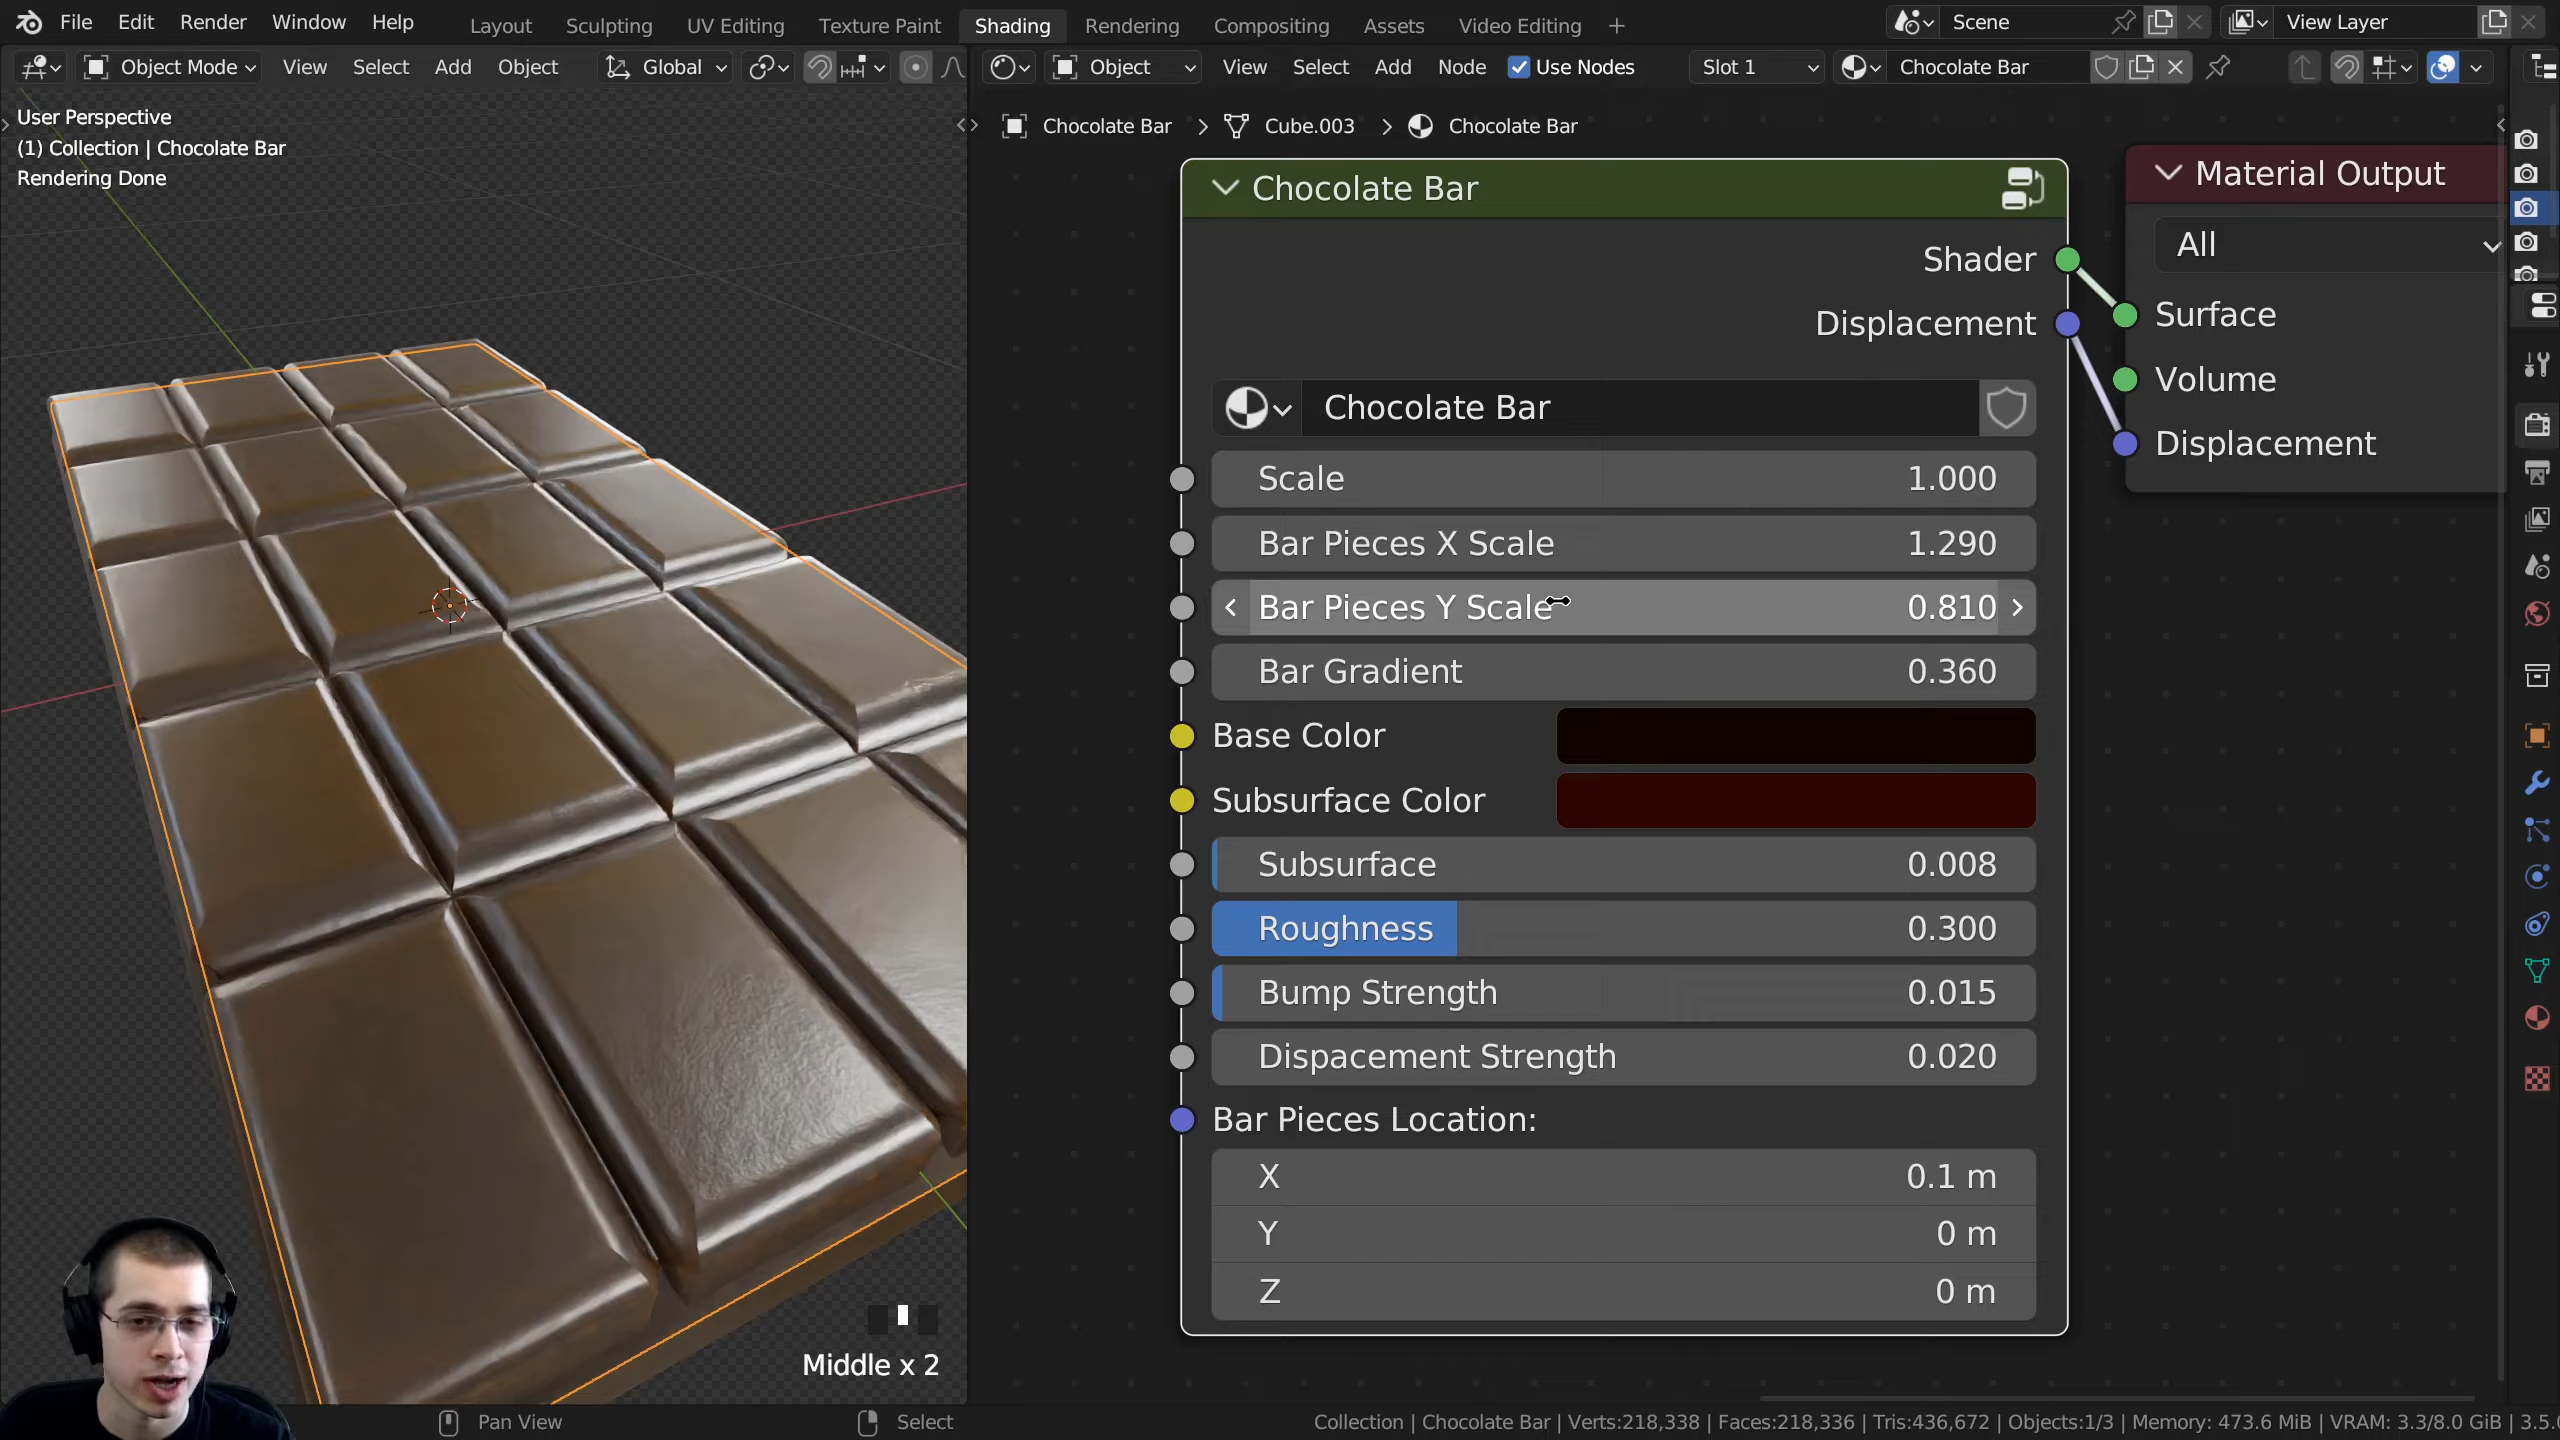 File Edit Render Window Help Layout Sculpting UV Editing Texture Paint Shading Rendering Compositing Assets Video Editing + Scene View Layer
Object Mode View Select Add Object Global Object View Select Add Node Use Nodes Slot 1 Chocolate Bar
User Perspective
(1) Collection | Chocolate Bar
Rendering Done
Chocolate Bar > Cube.003 > Chocolate Bar
Chocolate Bar
Shader
Displacement
Chocolate Bar
Scale 1.000
Bar Pieces X Scale 1.290
Bar Pieces Y Scale 0.810
Bar Gradient 0.360
Base Color
Subsurface Color
Subsurface 0.008
Roughness 0.300
Bump Strength 0.015
Dispacement Strength 0.020
Bar Pieces Location:
X 0.1 m
Y 0 m
Z 0 m
Material Output
All
Surface
Volume
Displacement
Middle x 2
Pan View Select Collection | Chocolate Bar | Verts:218,338 | Faces:218,336 | Tris:436,672 | Objects:1/3 | Memory: 473.6 MiB | VRAM: 3.3/8.0 GiB | 3.5.